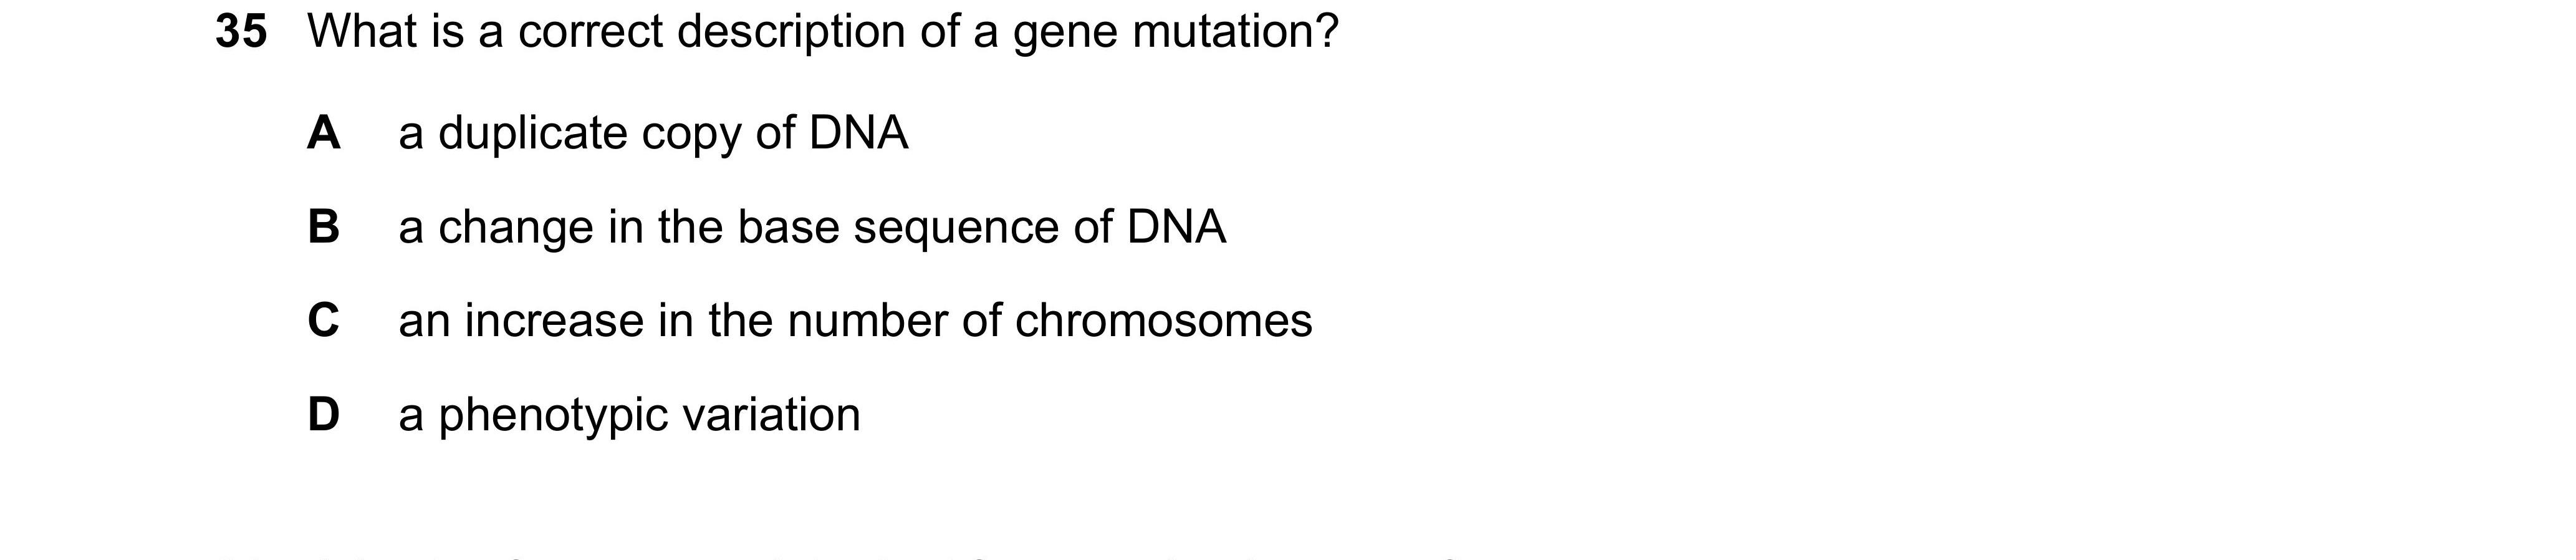 35 What is a correct description of a gene mutation?
A a duplicate copy of DNA
B a change in the base sequence of DNA
C an increase in the number of chromosomes
D a phenotypic variation